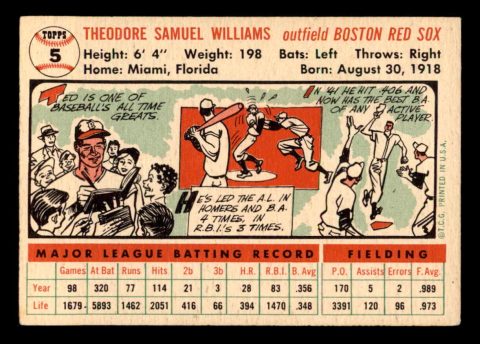 TOPPS
5
THEODORE SAMUEL WILLIAMS outfield BOSTON RED SOX
Height: 6' 4" Weight: 198 Bats: Left Throws: Right
Home: Miami, Florida Born: August 30, 1918
TED IS ONE OF
BASEBALL'S ALL TIME
GREATS.
HE'S LED THE A.L. IN
HOMERS AND B.A.
4 TIMES, IN
R.B.I.'S 3 TIMES.
IN '41 HE HIT .406 AND
NOW HAS THE BEST B.A.
OF ANY ACTIVE
PLAYER.
©T.C.G. PRINTED IN U.S.A.
MAJOR LEAGUE BATTING RECORD FIELDING
Games At Bat Runs Hits 2b 3b H.R. R.B.I. B. Avg P.O. Assists Errors F. Avg.
Year 98 320 77 114 21 3 28 83 .356 170 5 2 .989
Life 1679 5893 1462 2051 416 66 394 1470 .348 3391 120 96 .973